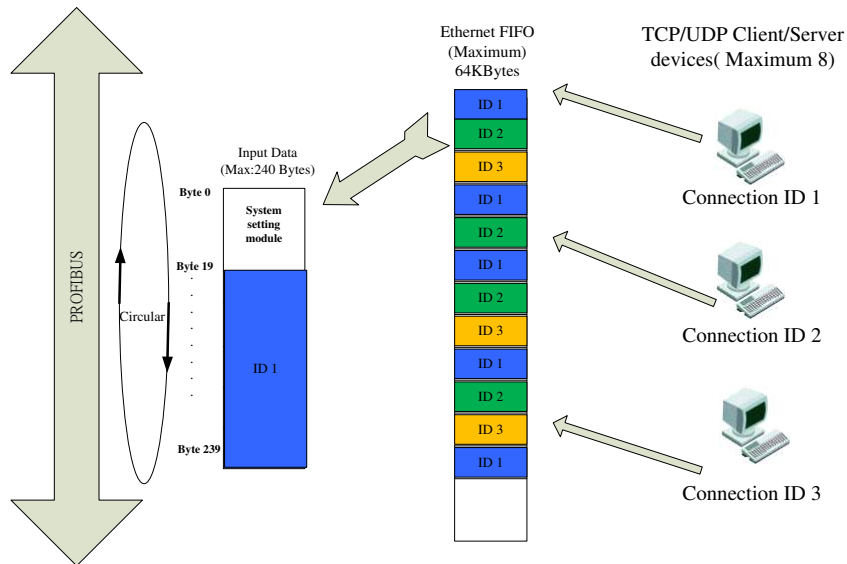 PROFIBUS
Circular
Input Data
(Max:240 Bytes)
Byte 0
System
setting
module
Byte 19
ID 1
Byte 239
Ethernet FIFO
(Maximum)
64KBytes
ID 1
ID 2
ID 3
ID 1
ID 2
ID 1
ID 2
ID 3
ID 1
ID 2
ID 3
ID 1
TCP/UDP Client/Server
devices( Maximum 8)
Connection ID 1
Connection ID 2
Connection ID 3